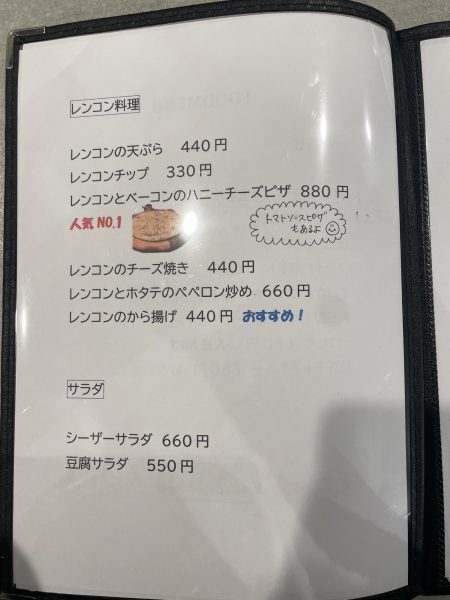 レンコン料理
レンコンの天ぷら 440円
レンコンチップ 330円
レンコンとベーコンのハニーチーズピザ 880円
人気NO.1
トマトソースピザ
もあるよ
レンコンのチーズ焼き 440円
レンコンとホタテのペペロン炒め 660円
レンコンのから揚げ 440円 おすすめ!
サラダ
シーザーサラダ 660円
豆腐サラダ 550円